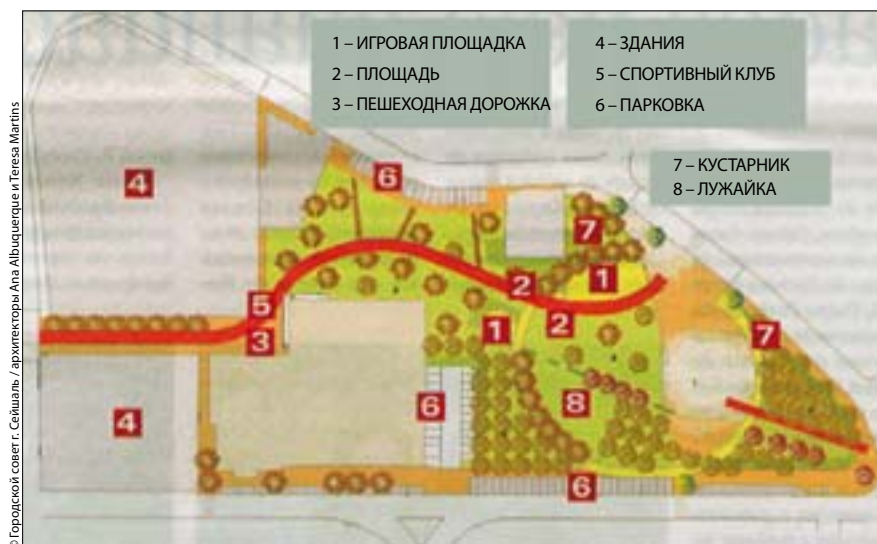 1 – ИГРОВАЯ ПЛОЩАДКА
2 – ПЛОЩАДЬ
3 – ПЕШЕХОДНАЯ ДОРОЖКА
4 – ЗДАНИЯ
5 – СПОРТИВНЫЙ КЛУБ
6 – ПАРКОВКА
7 – КУСТАРНИК
8 – ЛУЖАЙКА
4
6
7
1
2
5
2
1
3
7
6
8
4
6
© Городской совет г. Сейшаль / архитекторы Ana Albuquerque и Teresa Martins